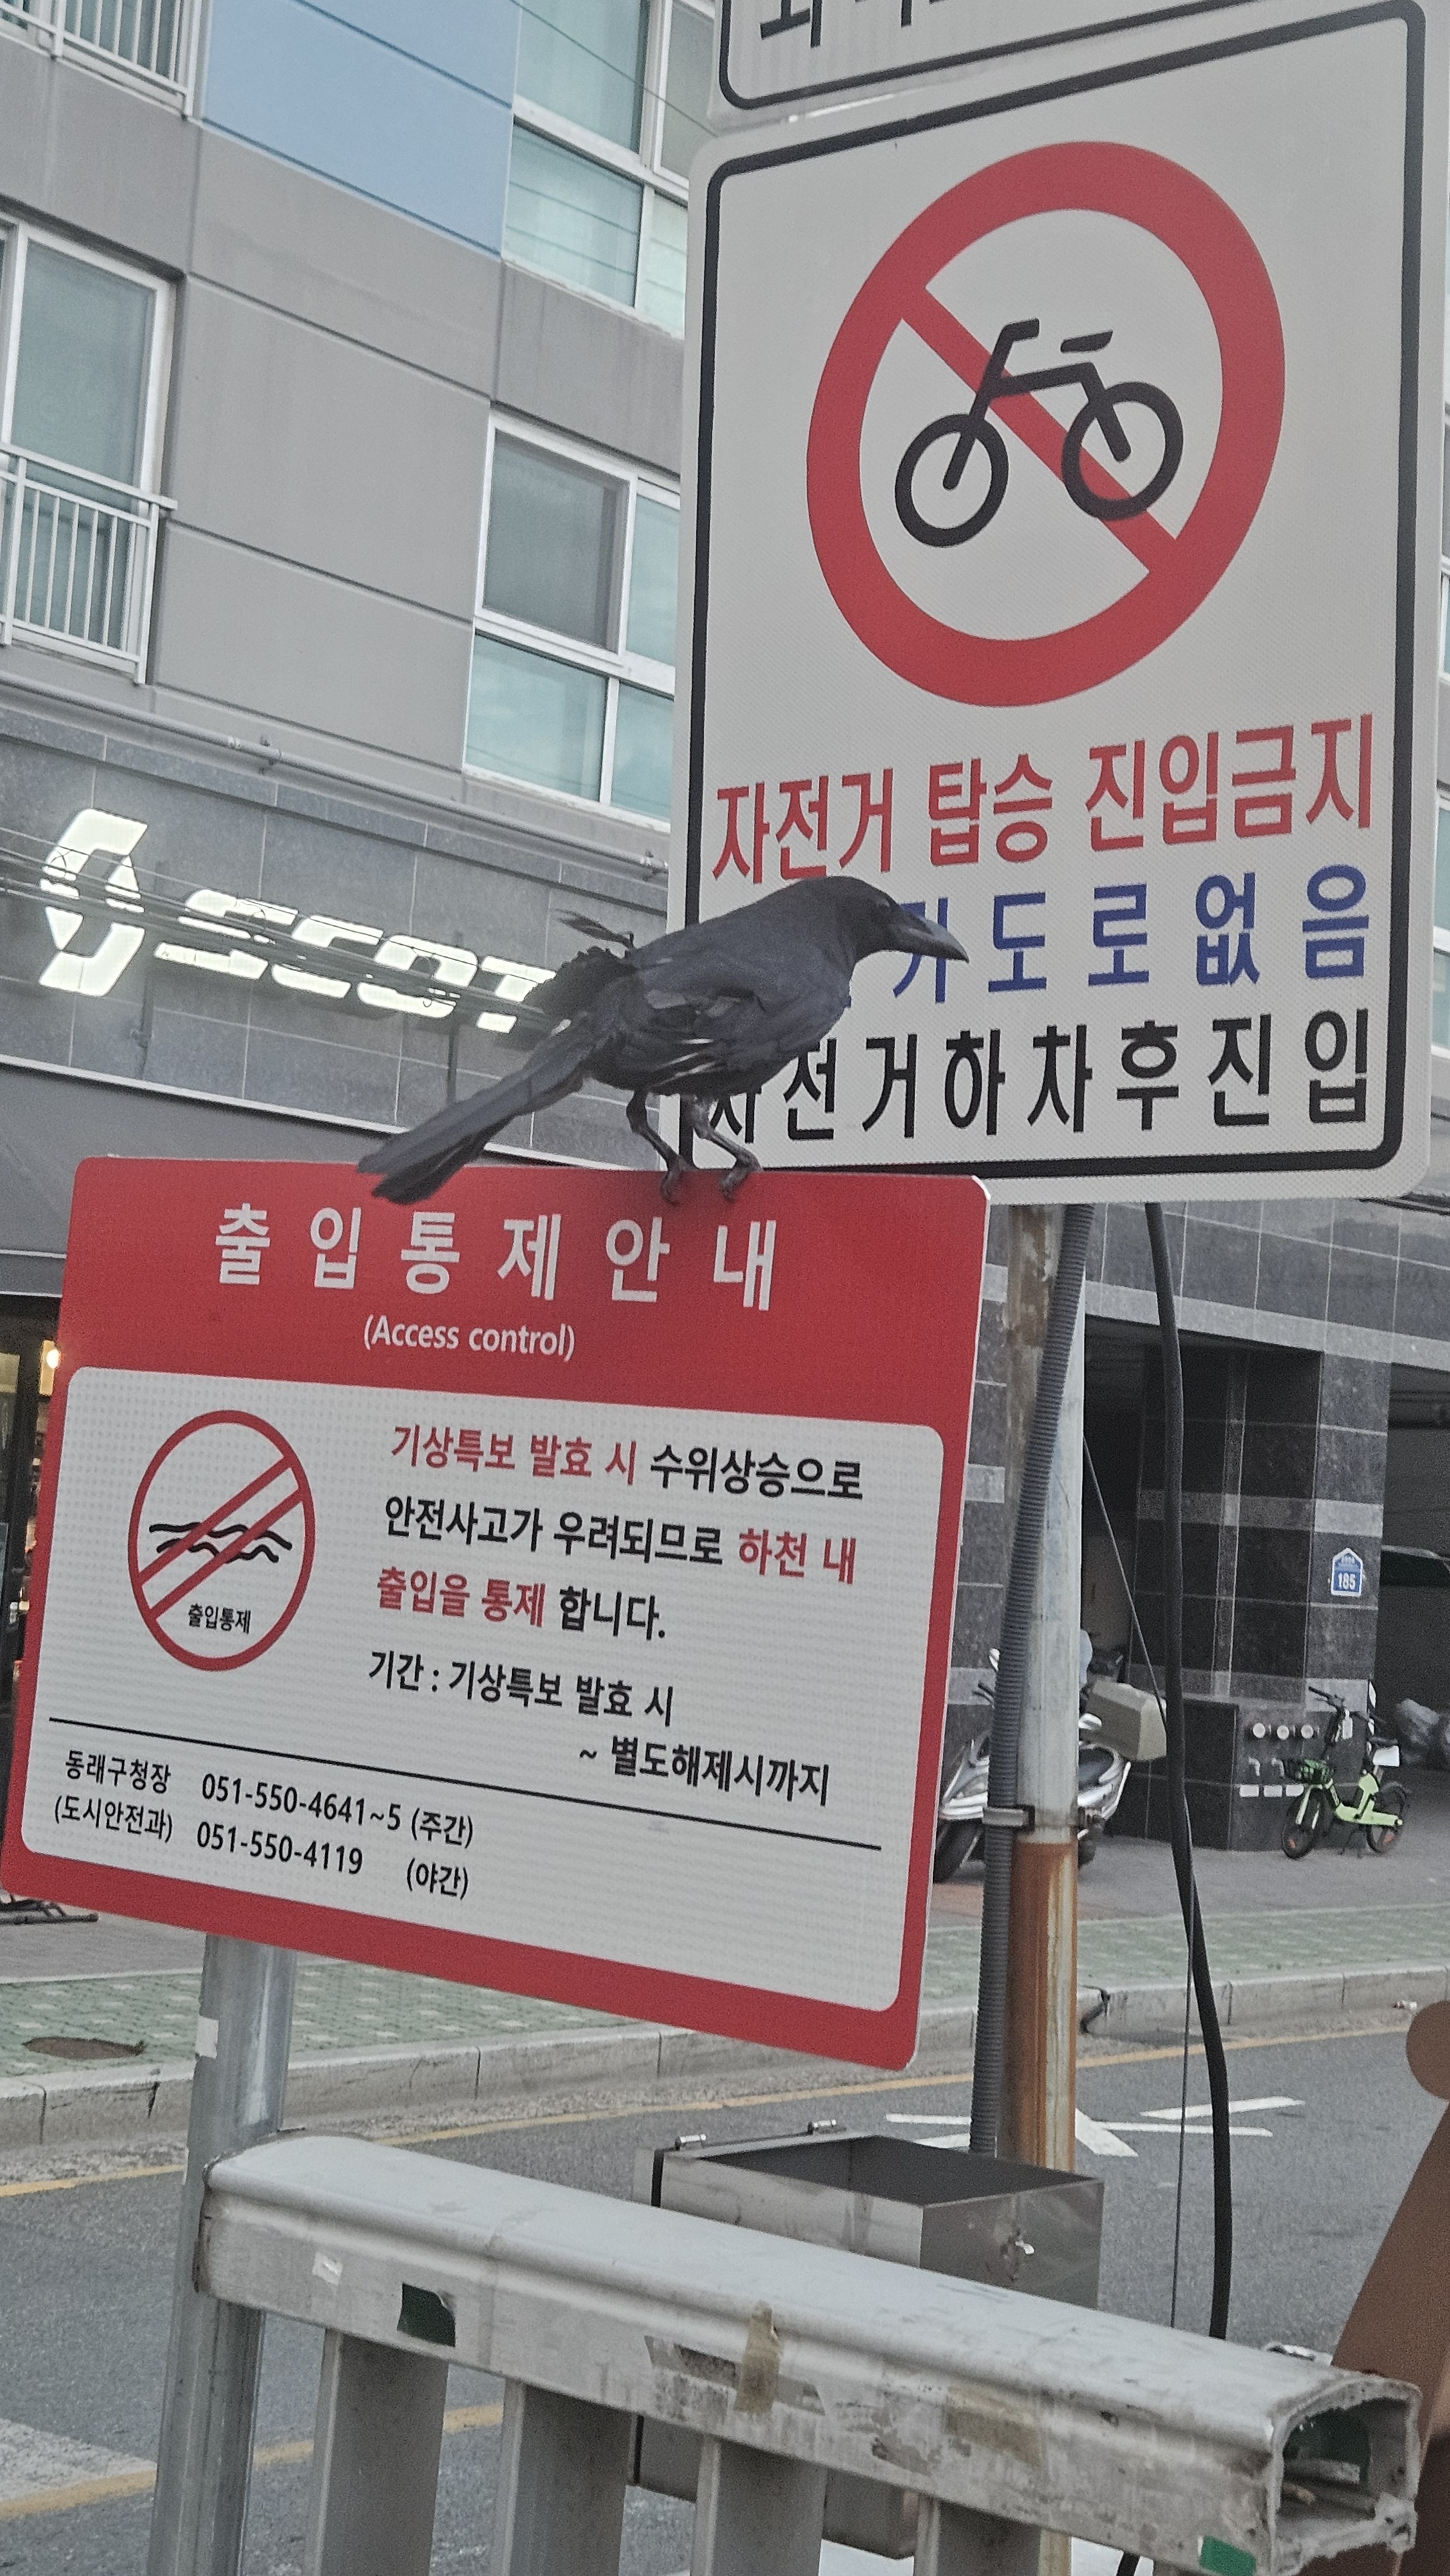 자전거 탑승 진입금지
도로없음
전거하차후진입
출입통제안내
(Access control)
기상특보 발효 시 수위상승으로
안전사고가 우려되므로 하천 내
출입을 통제 합니다.
출입통제
기간 : 기상특보 발효 시
~ 별도해제시까지
동래구청장 051-550-4641~5 (주간)
(도시안전과) 051-550-4119 (야간)
185